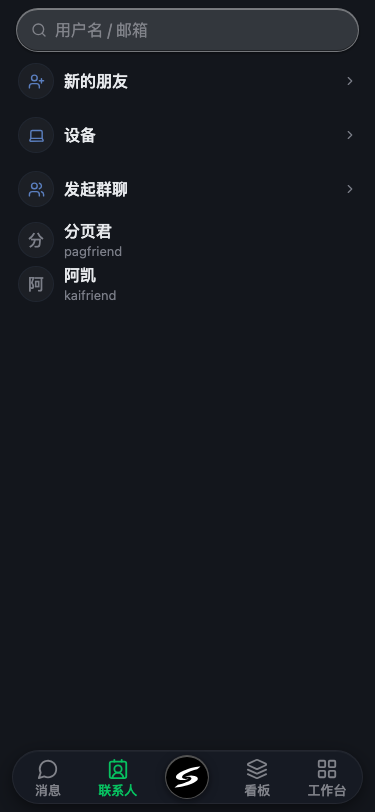 用户名 / 邮箱
新的朋友
设备
发起群聊
分
分页君
pagfriend
阿
阿凯
kaifriend
消息
联系人
看板
工作台